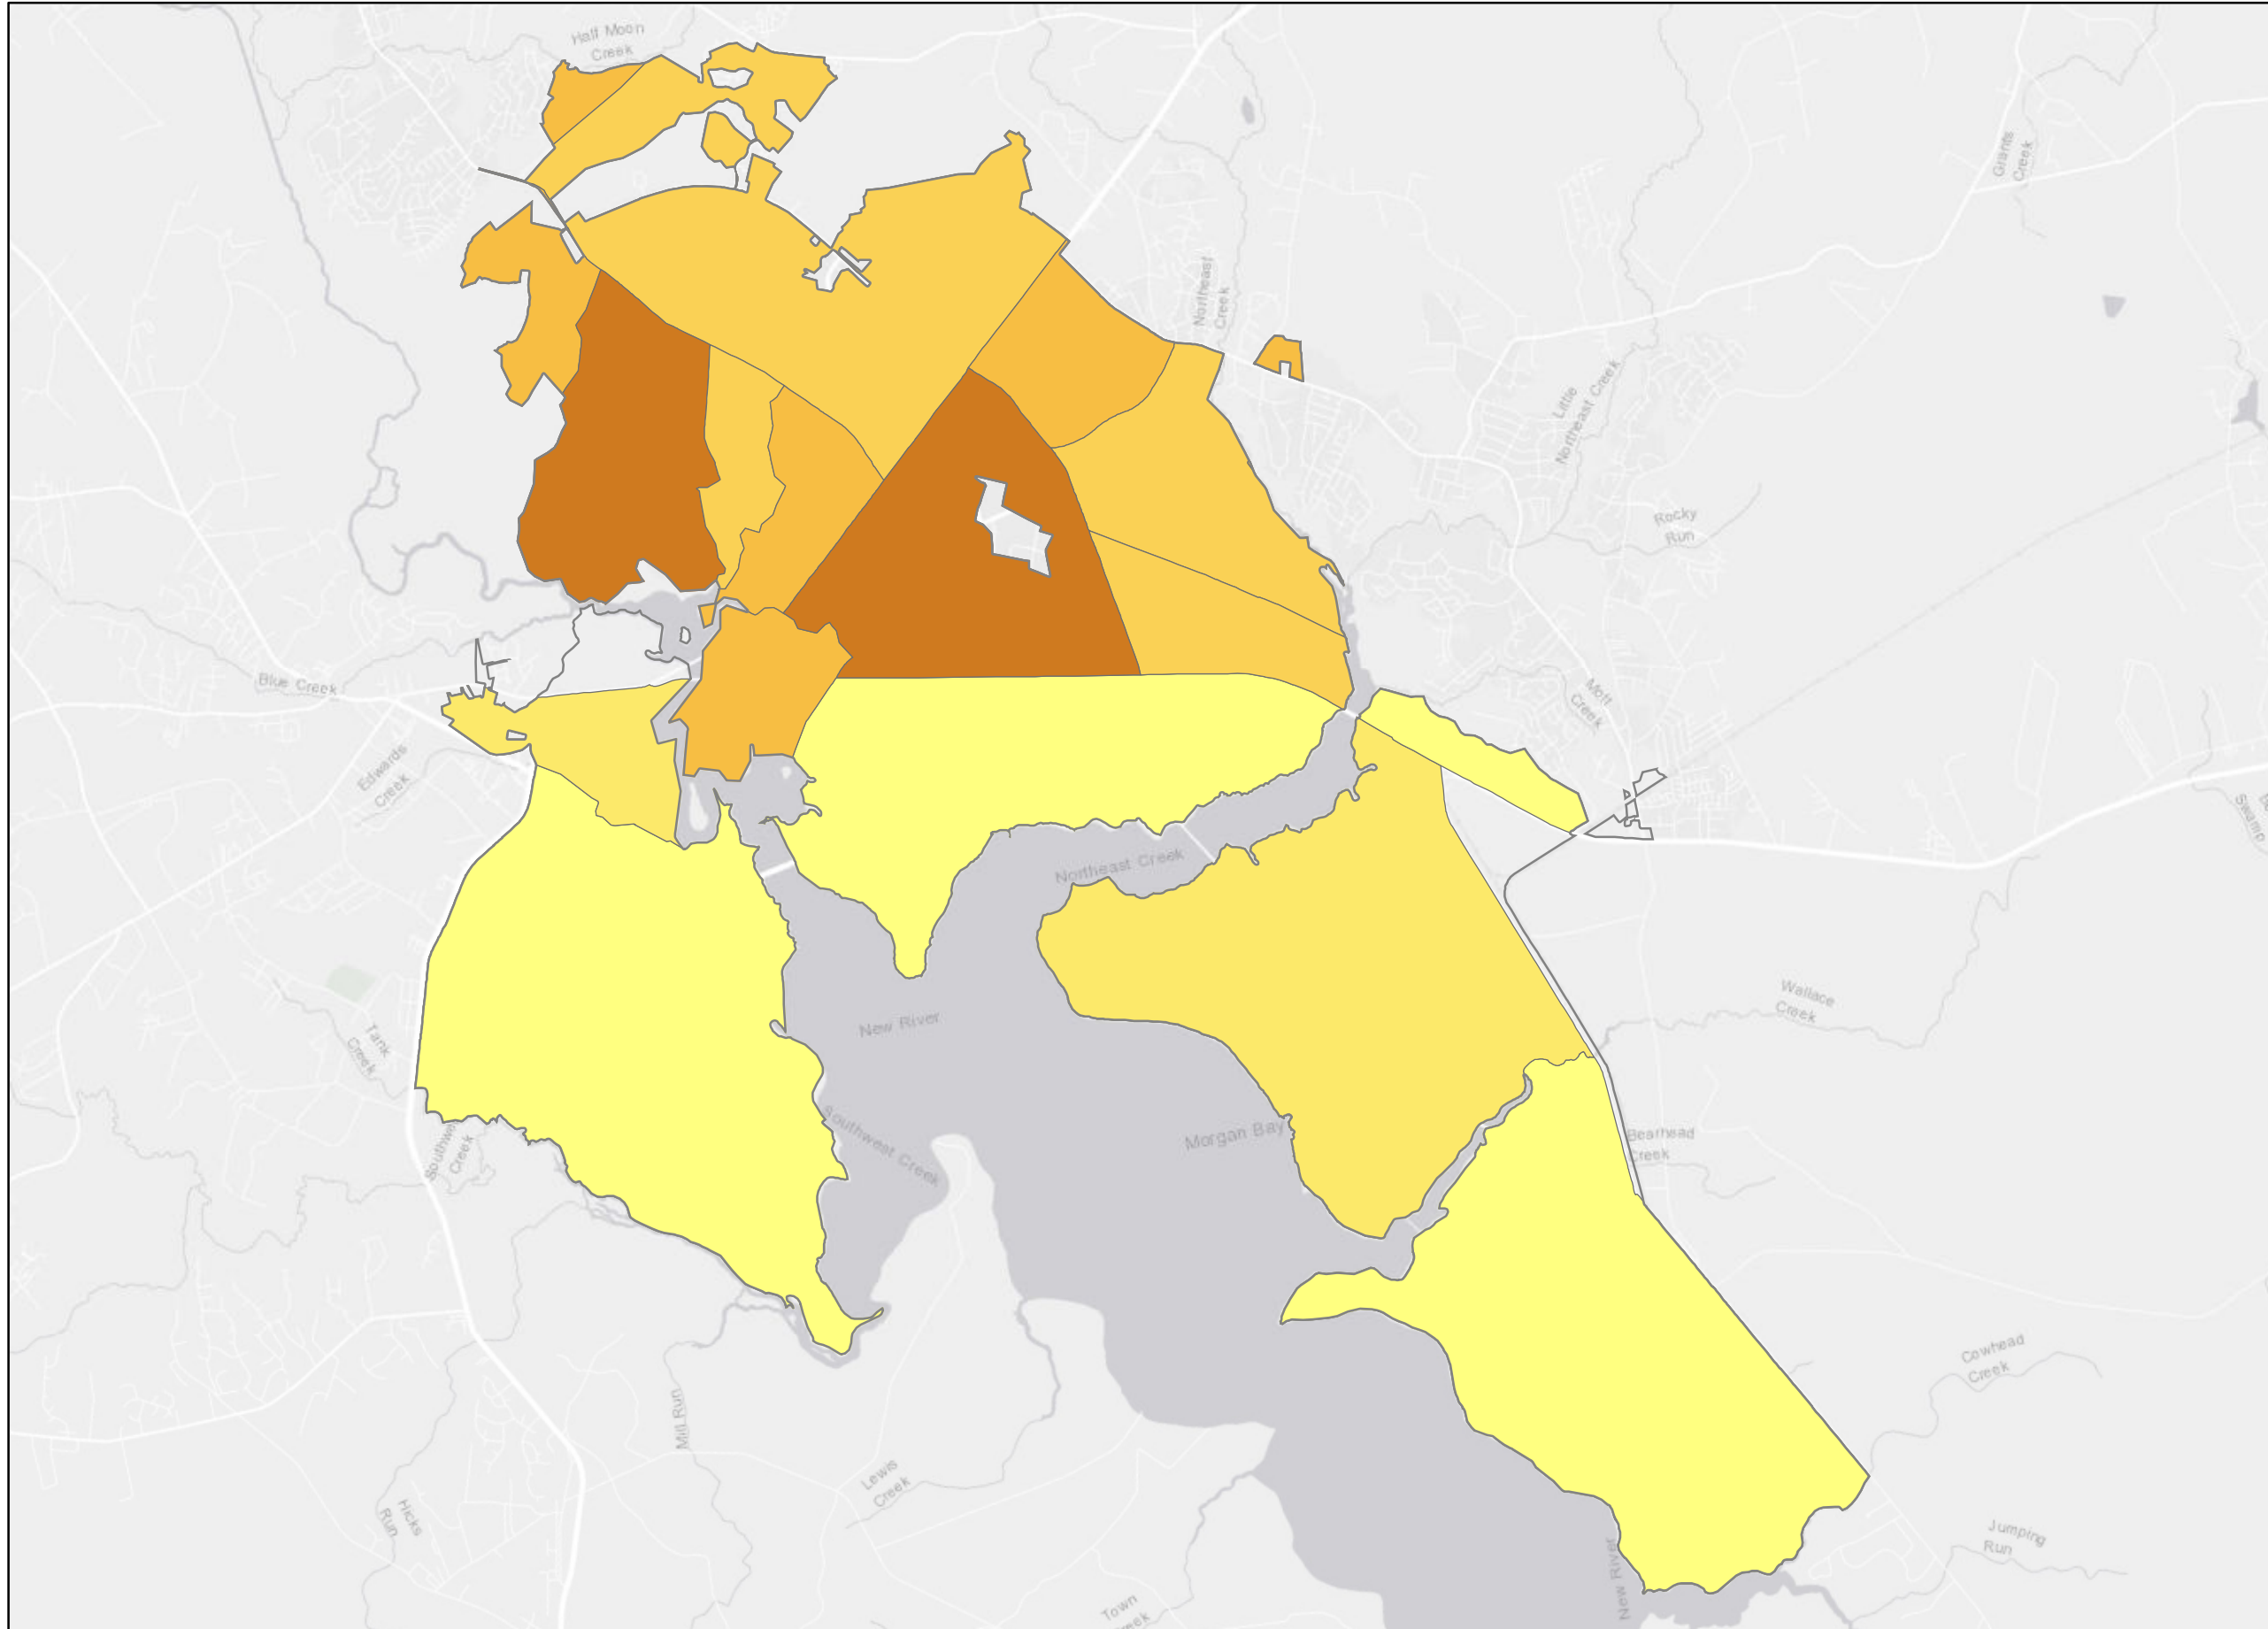 Half Moon
Creek
Grants
Creek
Northeast
Creek
Little
Northeast Creek
Rocky
Run
Blue Creek
Mott
Creek
Edwards
Creek
Swamp
Northeast Creek
Wallace
Creek
New River
Tank
Creek
Southwest Creek
Morgan Bay
Bearhead
Creek
Creek
Cowhead
Creek
Mill Run
Lewis
Creek
Hicks
Run
Jumping
Run
New River
Town